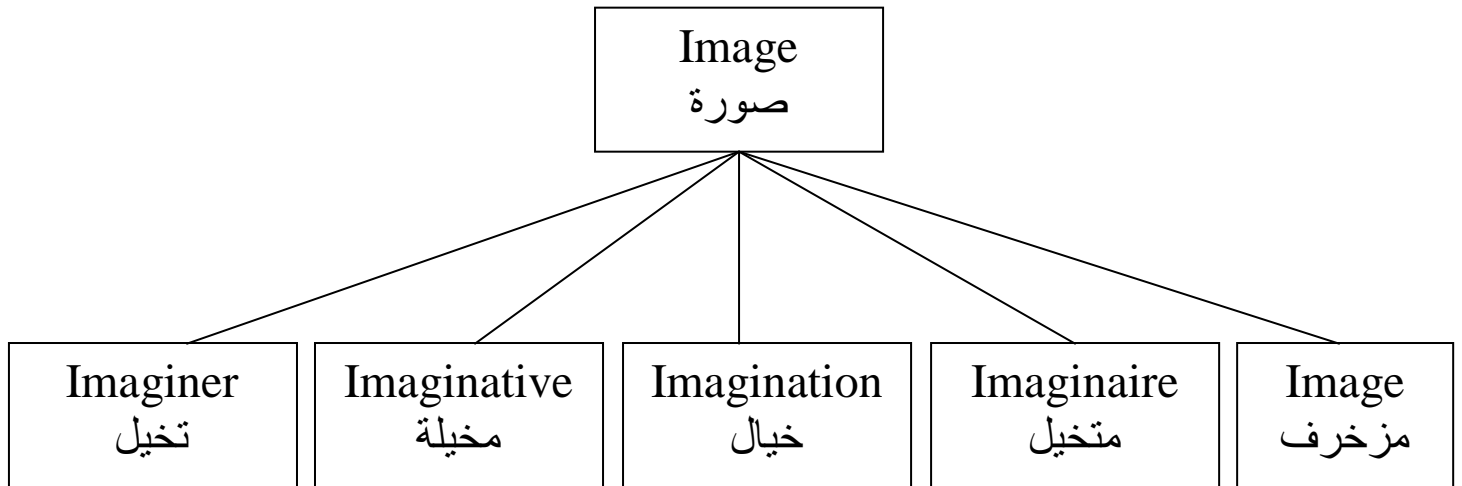 Image
صورة
Imaginer
تخيل
Imaginative
مخيلة
Imagination
خيال
Imaginaire
متخيل
Image
مزخرف